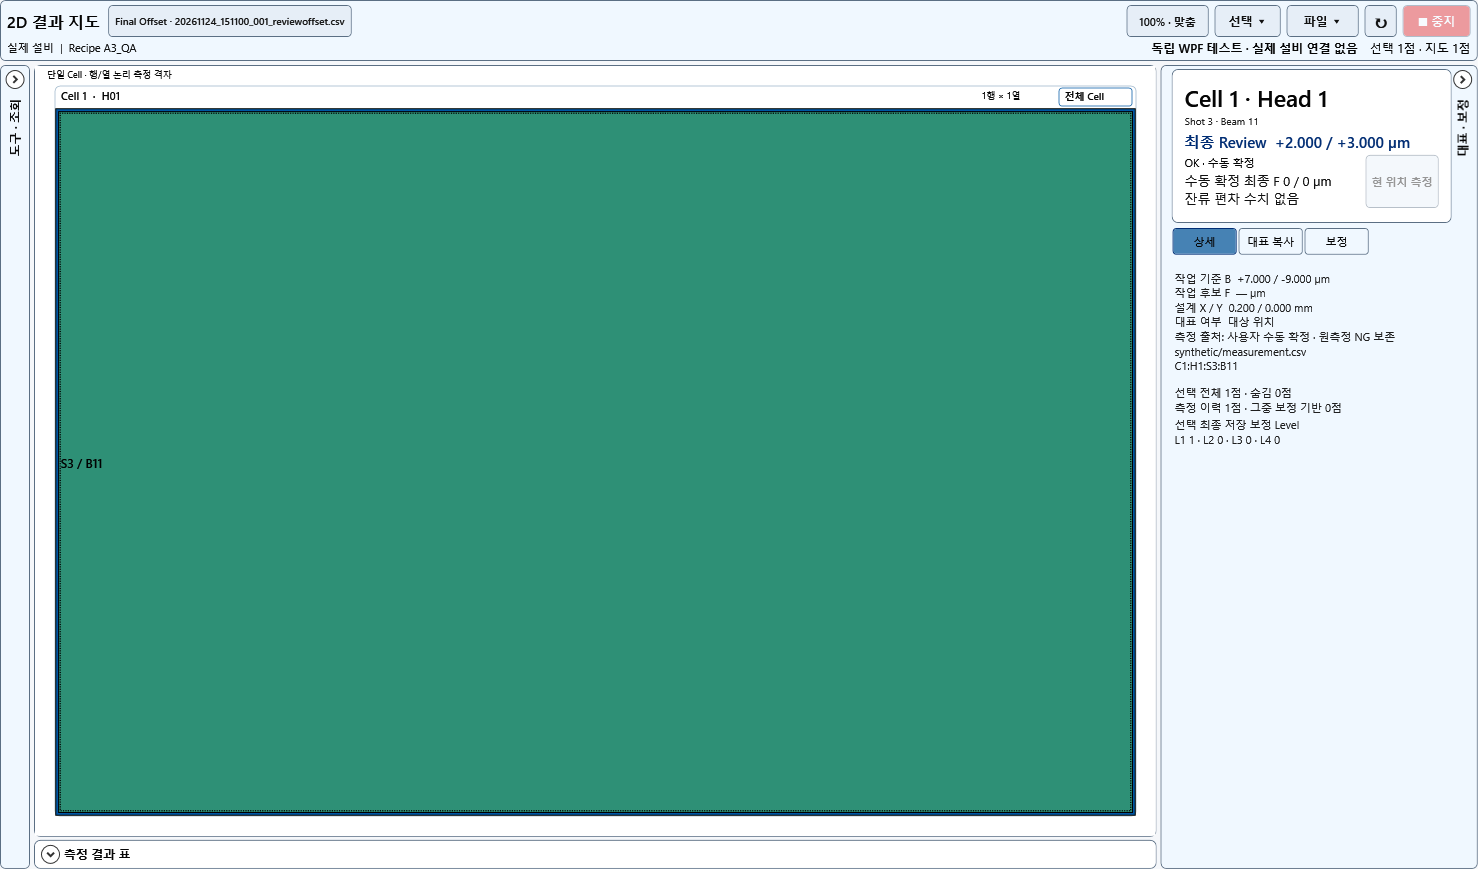 2D 결과 지도
Final Offset · 20261124_151100_001_reviewoffset.csv
100% · 맞춤
선택 ▾
파일 ▾
↻
■ 중지
실제 설비 | Recipe A3_QA
독립 WPF 테스트 · 실제 설비 연결 없음 선택 1점 · 지도 1점
도구 · 조회
단일 Cell · 행/열 논리 측정 격자
Cell 1 · H01
1행 × 1열
전체 Cell
S3 / B11
측정 결과 표
Cell 1 · Head 1
Shot 3 · Beam 11
최종 Review +2.000 / +3.000 µm
OK · 수동 확정
수동 확정 최종 F 0 / 0 µm
잔류 편차 수치 없음
현 위치 측정
대표 · 보정
상세
대표 복사
보정
작업 기준 B +7.000 / -9.000 µm
작업 후보 F — µm
설계 X / Y 0.200 / 0.000 mm
대표 여부 대상 위치
측정 출처: 사용자 수동 확정 · 원측정 NG 보존
synthetic/measurement.csv
C1:H1:S3:B11
선택 전체 1점 · 숨김 0점
측정 이력 1점 · 그중 보정 기반 0점
선택 최종 저장 보정 Level
L1 1 · L2 0 · L3 0 · L4 0